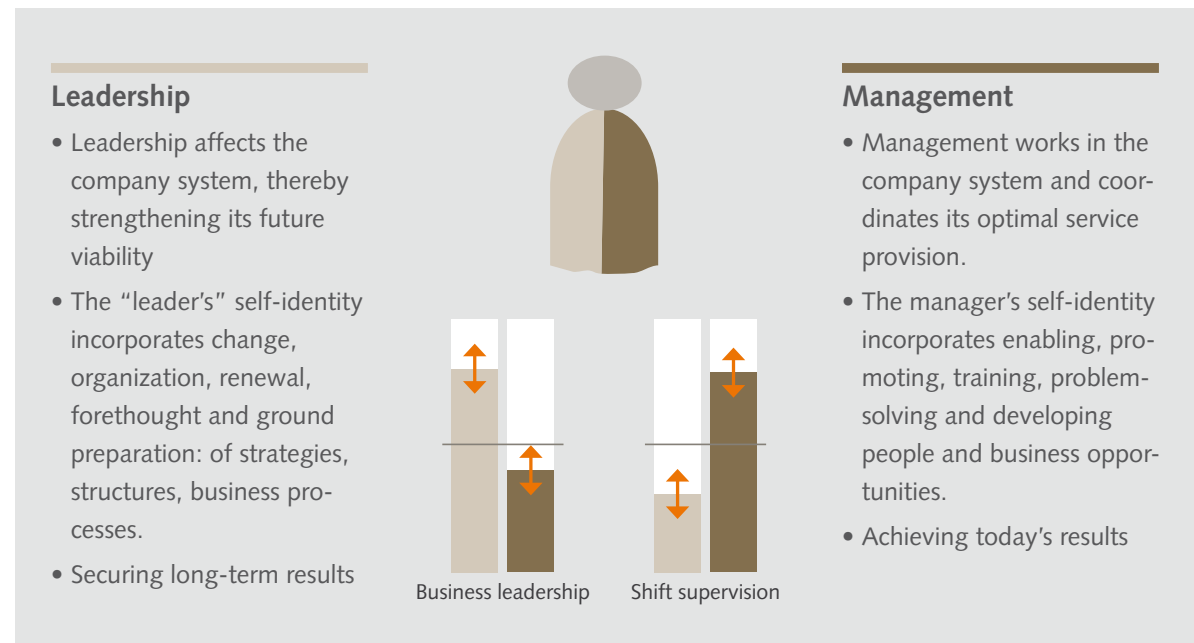 Leadership
• Leadership affects the
company system, thereby
strengthening its future
viability
• The “leader’s” self-identity
incorporates change,
organization, renewal,
forethought and ground
preparation: of strategies,
structures, business pro-
cesses.
• Securing long-term results
Business leadership
Shift supervision
Management
• Management works in the
company system and coor-
dinates its optimal service
provision.
• The manager’s self-identity
incorporates enabling, pro-
moting, training, problem-
solving and developing
people and business oppor-
tunities.
• Achieving today’s results